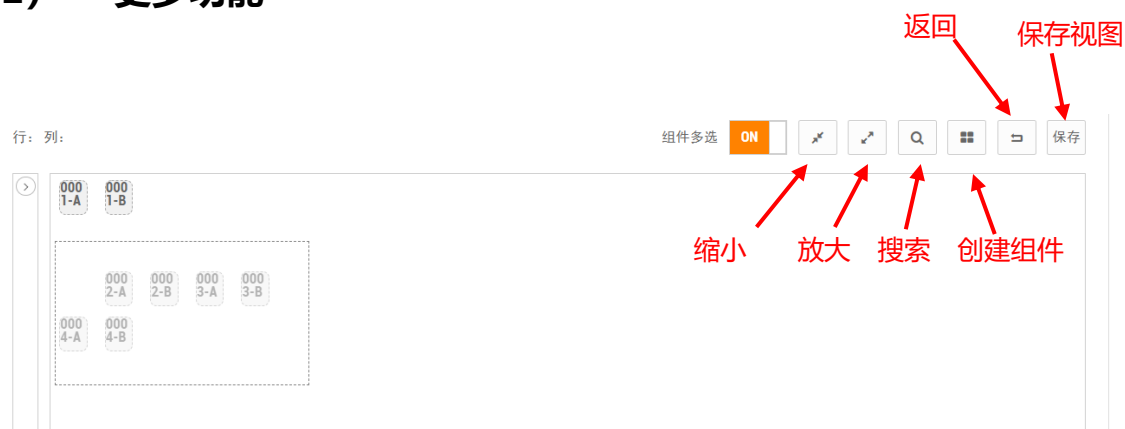 更多功能
返回
保存视图
行: 列:
组件多选 ON 保存
000 000
1-A 1-B
缩小 放大 搜索 创建组件
000 000 000 000
2-A 2-B 3-A 3-B
000 000
4-A 4-B